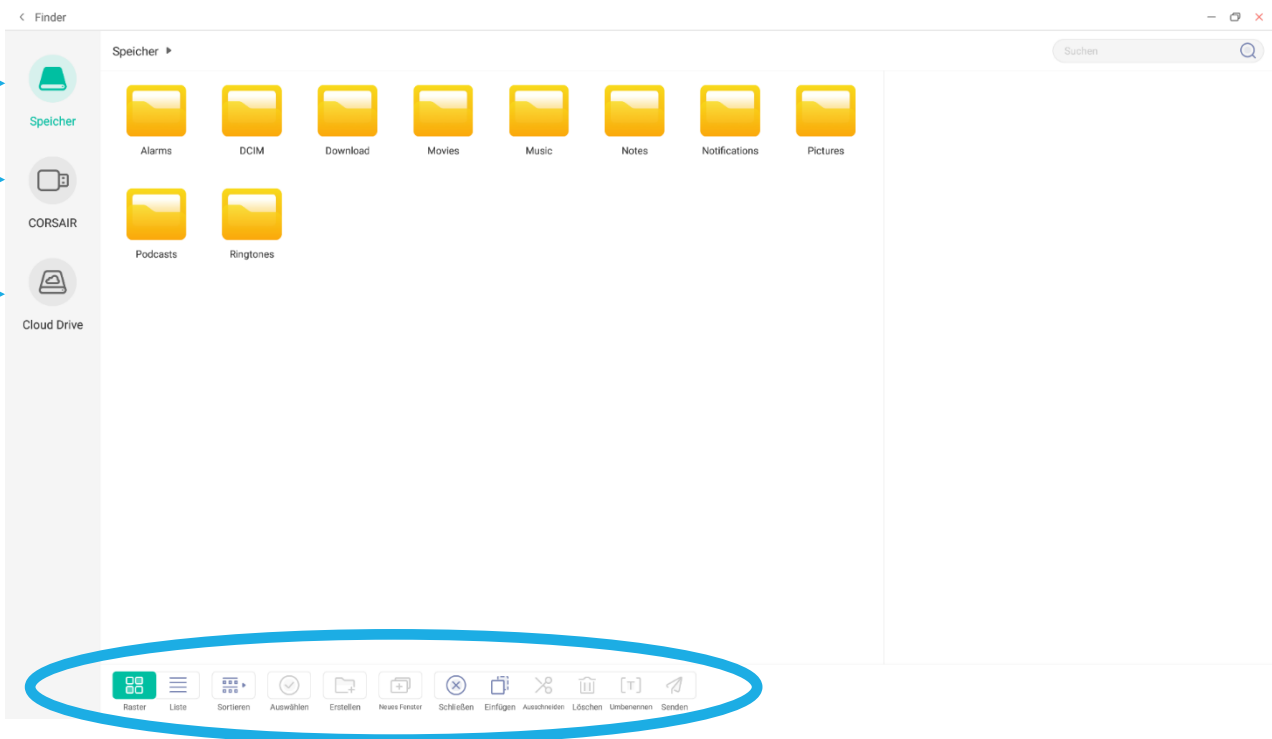 Finder
Speicher
Suchen
Speicher
CORSAIR
Cloud Drive
Alarms DCIM Download Movies Music Notes Notifications Pictures
Podcasts Ringtones
Raster Liste Sortieren Auswählen Erstellen Neues Fenster Schließen Einfügen Ausschneiden Löschen Umbenennen Senden